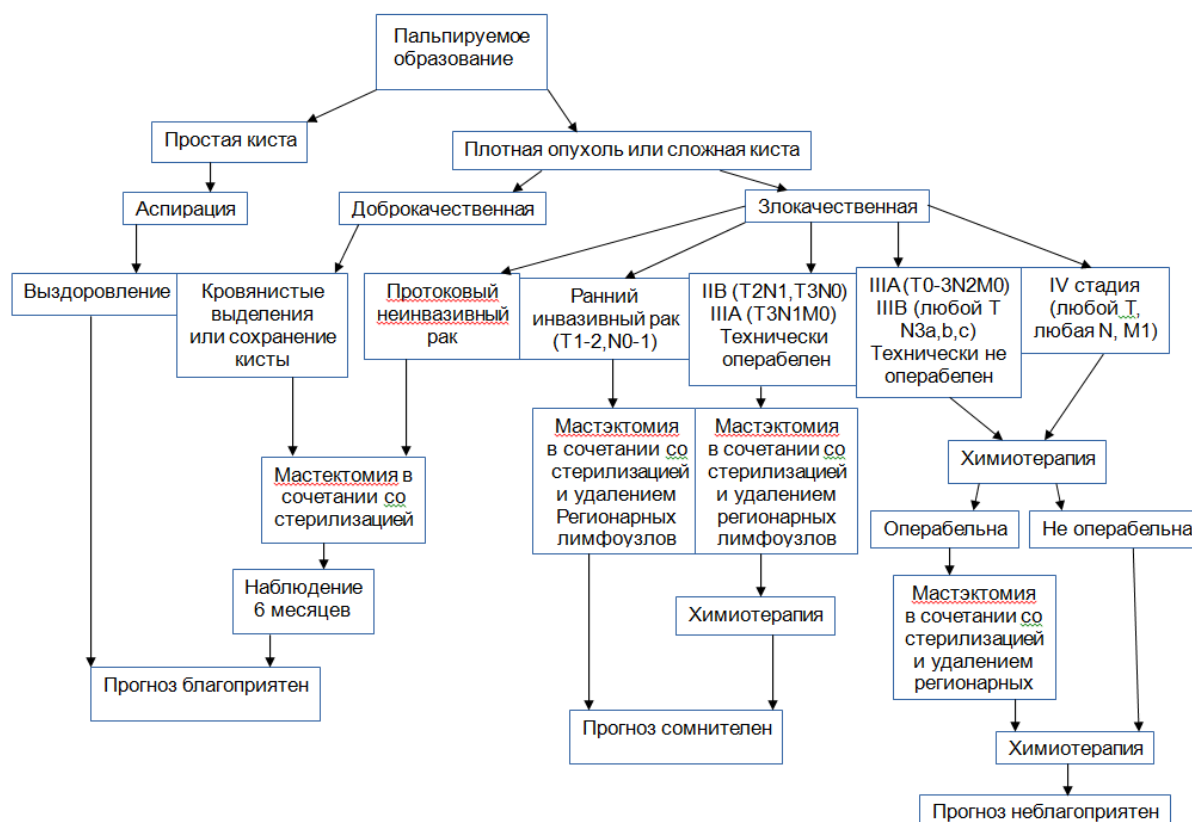 Пальпируемое
образование
Простая киста
Плотная опухоль или сложная киста
Аспирация
Доброкачественная
Злокачественная
Выздоровление
Кровянистые
выделения
или сохранение
кисты
Протоковый
неинвазивный
рак
Ранний
инвазивный рак
(T1-2,N0-1)
IIB (T2N1,T3N0)
IIIA (T3N1M0)
Технически
операбелен
IIIA (T0-3N2M0)
IIIB (любой T
N3a,b,c)
Технически не
операбелен
IV стадия
(любой T,
любая N, M1)
Мастэктомия
в сочетании со
стерилизацией
и удалением
Регионарных
лимфоузлов
Мастэктомия
в сочетании со
стерилизацией
и удалением
регионарных
лимфоузлов
Химиотерапия
Мастектомия в
сочетании со
стерилизацией
Операбельна
Не операбельна
Наблюдение
6 месяцев
Химиотерапия
Мастэктомия
в сочетании со
стерилизацией
и удалением
регионарных
Прогноз благоприятен
Прогноз сомнителен
Химиотерапия
Прогноз неблагоприятен